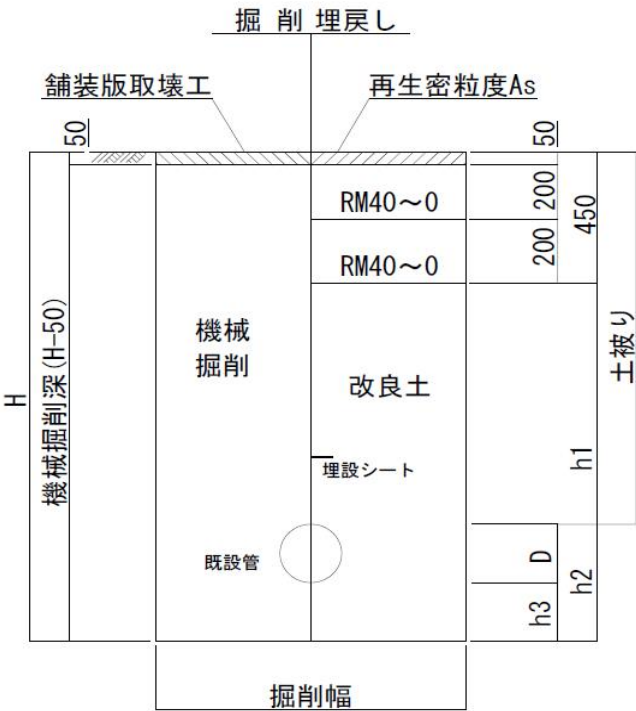 掘 削 埋戻し
舗装版取壊工
再生密粒度As
50
50
RM40～0
200
450
RM40～0
200
機械
掘削
改良土
土被り
H
機械掘削深(H-50)
埋設シート
h1
既設管
D
h2
h3
掘削幅